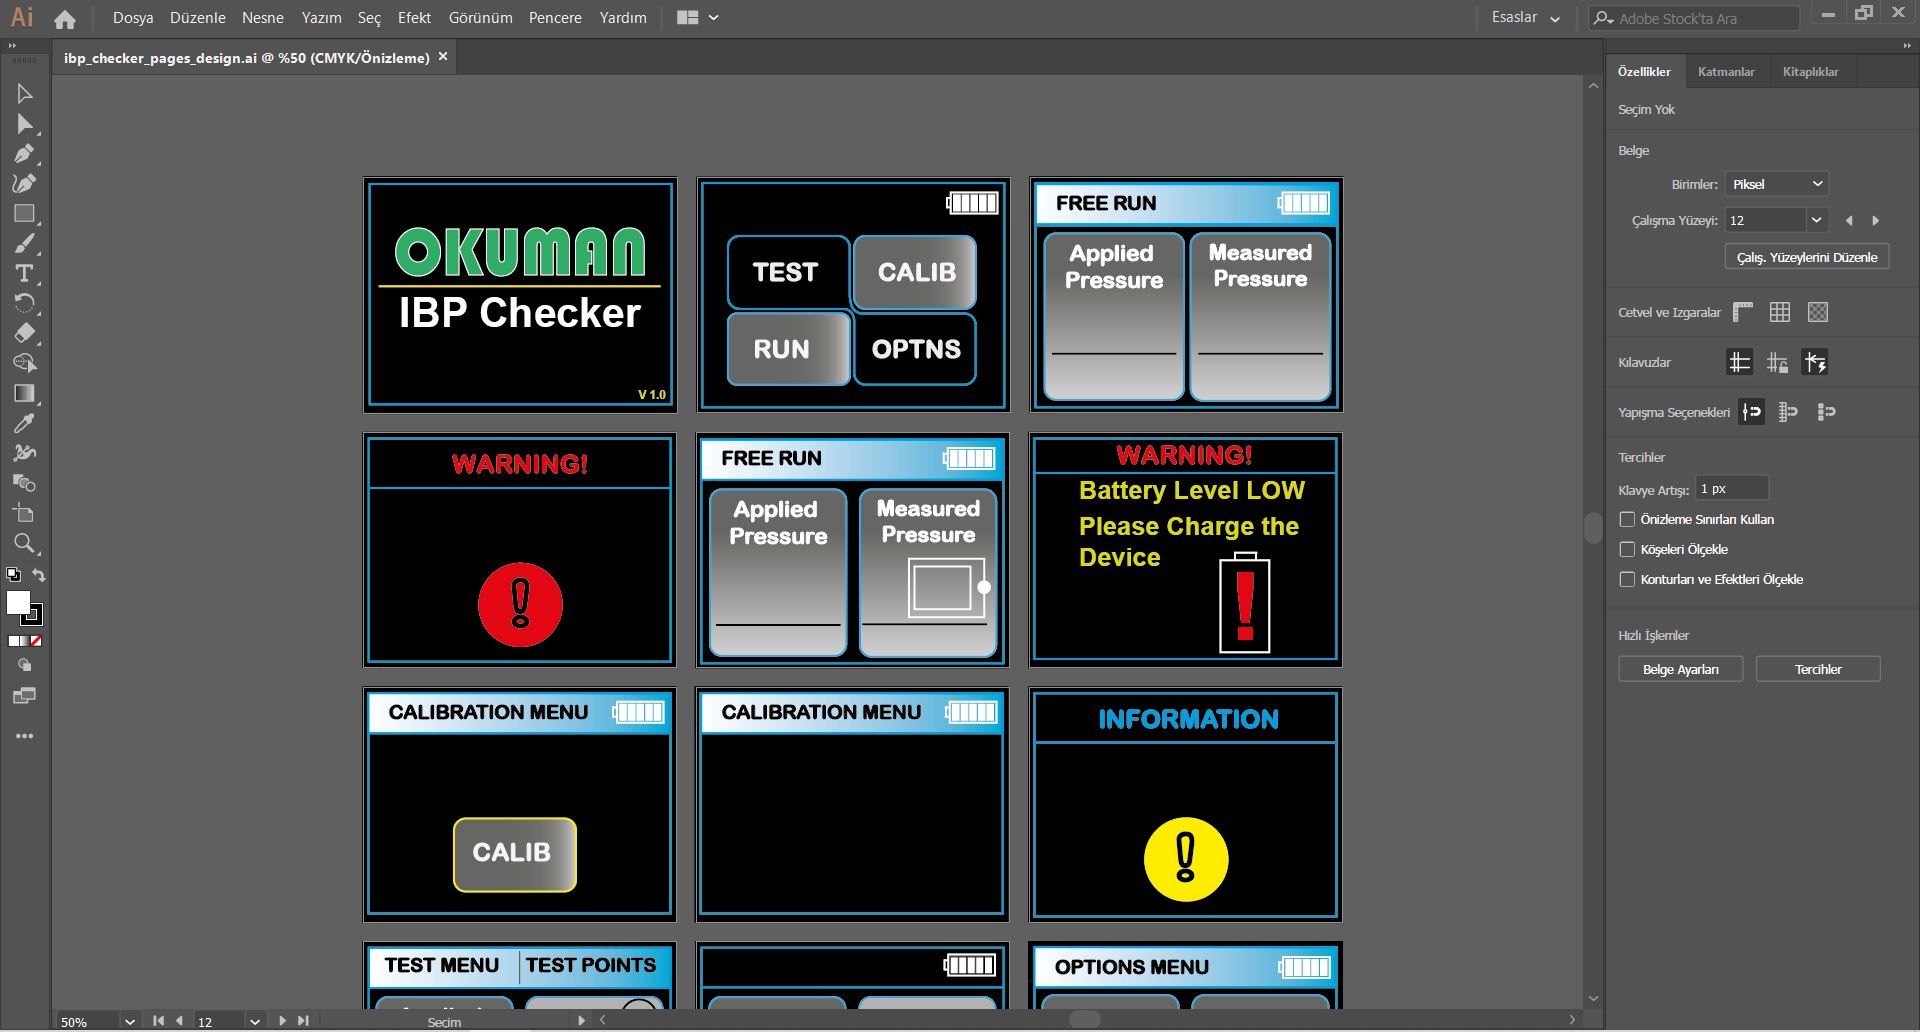 Ai
Dosya Düzenle Nesne Yazım Seç Efekt Görünüm Pencere Yardım
Esaslar
Adobe Stock'ta Ara
ibp_checker_pages_design.ai @ %50 (CMYK/Önizleme)
OKUMAN
IBP Checker
V 1.0
TEST
CALIB
RUN
OPTNS
FREE RUN
Applied
Pressure
Measured
Pressure
WARNING!
FREE RUN
Applied
Pressure
Measured
Pressure
WARNING!
Battery Level LOW
Please Charge the
Device
CALIBRATION MENU
CALIB
CALIBRATION MENU
INFORMATION
TEST MENU
TEST POINTS
OPTIONS MENU
50%
12
Seçim
Özellikler
Katmanlar
Kitaplıklar
Seçim Yok
Belge
Birimler: Piksel
Çalışma Yüzeyi: 12
Çalış. Yüzeylerini Düzenle
Cetvel ve Izgaralar
Kılavuzlar
Yapışma Seçenekleri
Tercihler
Klavye Artışı: 1 px
Önizleme Sınırları Kullan
Köşeleri Ölçekle
Konturları ve Efektleri Ölçekle
Hızlı İşlemler
Belge Ayarları
Tercihler